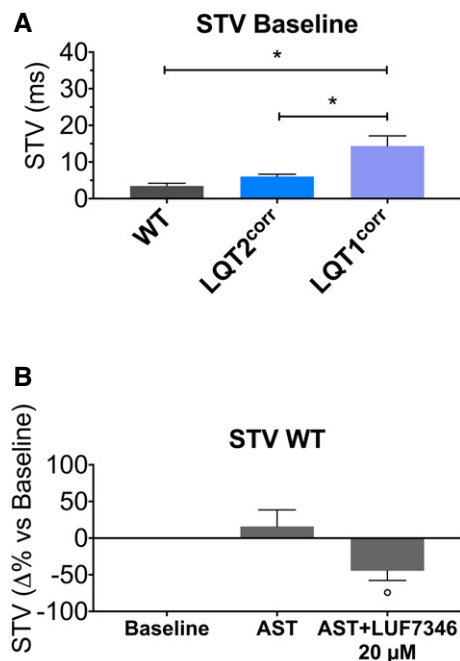 A
STV Baseline
STV (ms)
40
30
20
10
0
*
*
WT
LQT2corr
LQT1corr
B
STV WT
STV (Δ% vs Baseline)
100
50
0
-50
-100
Baseline
AST
AST+LUF7346
20 μM